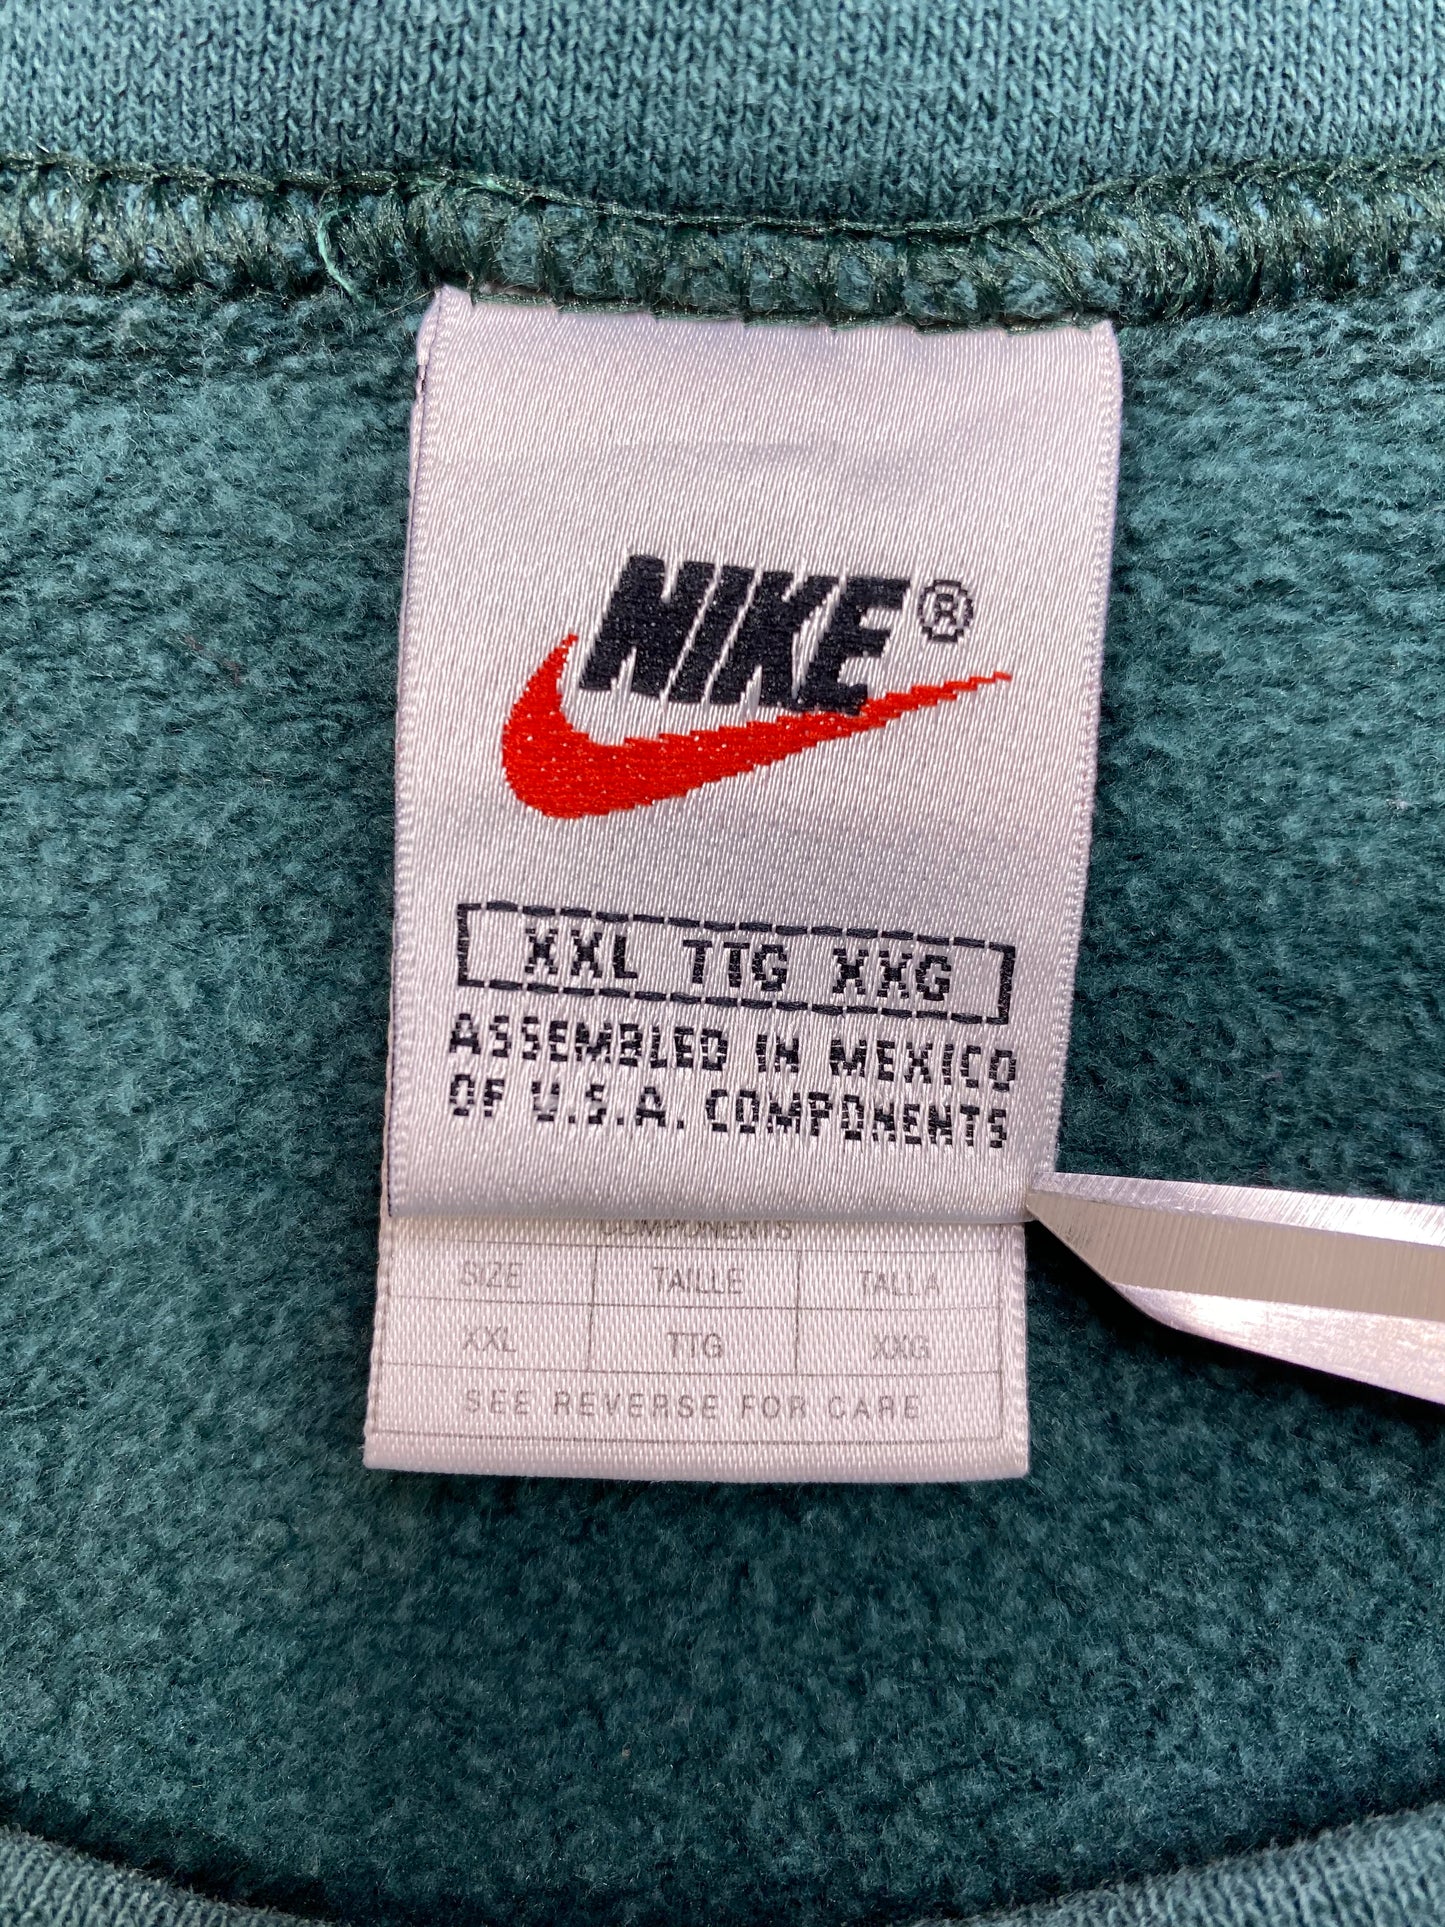 NIKE®
XXL TTG XXG
ASSEMBLED IN MEXICO
OF U.S.A. COMPONENTS
COMPONENTS
SIZE TAILLE TALLA
XXL TTG XXG
SEE REVERSE FOR CARE